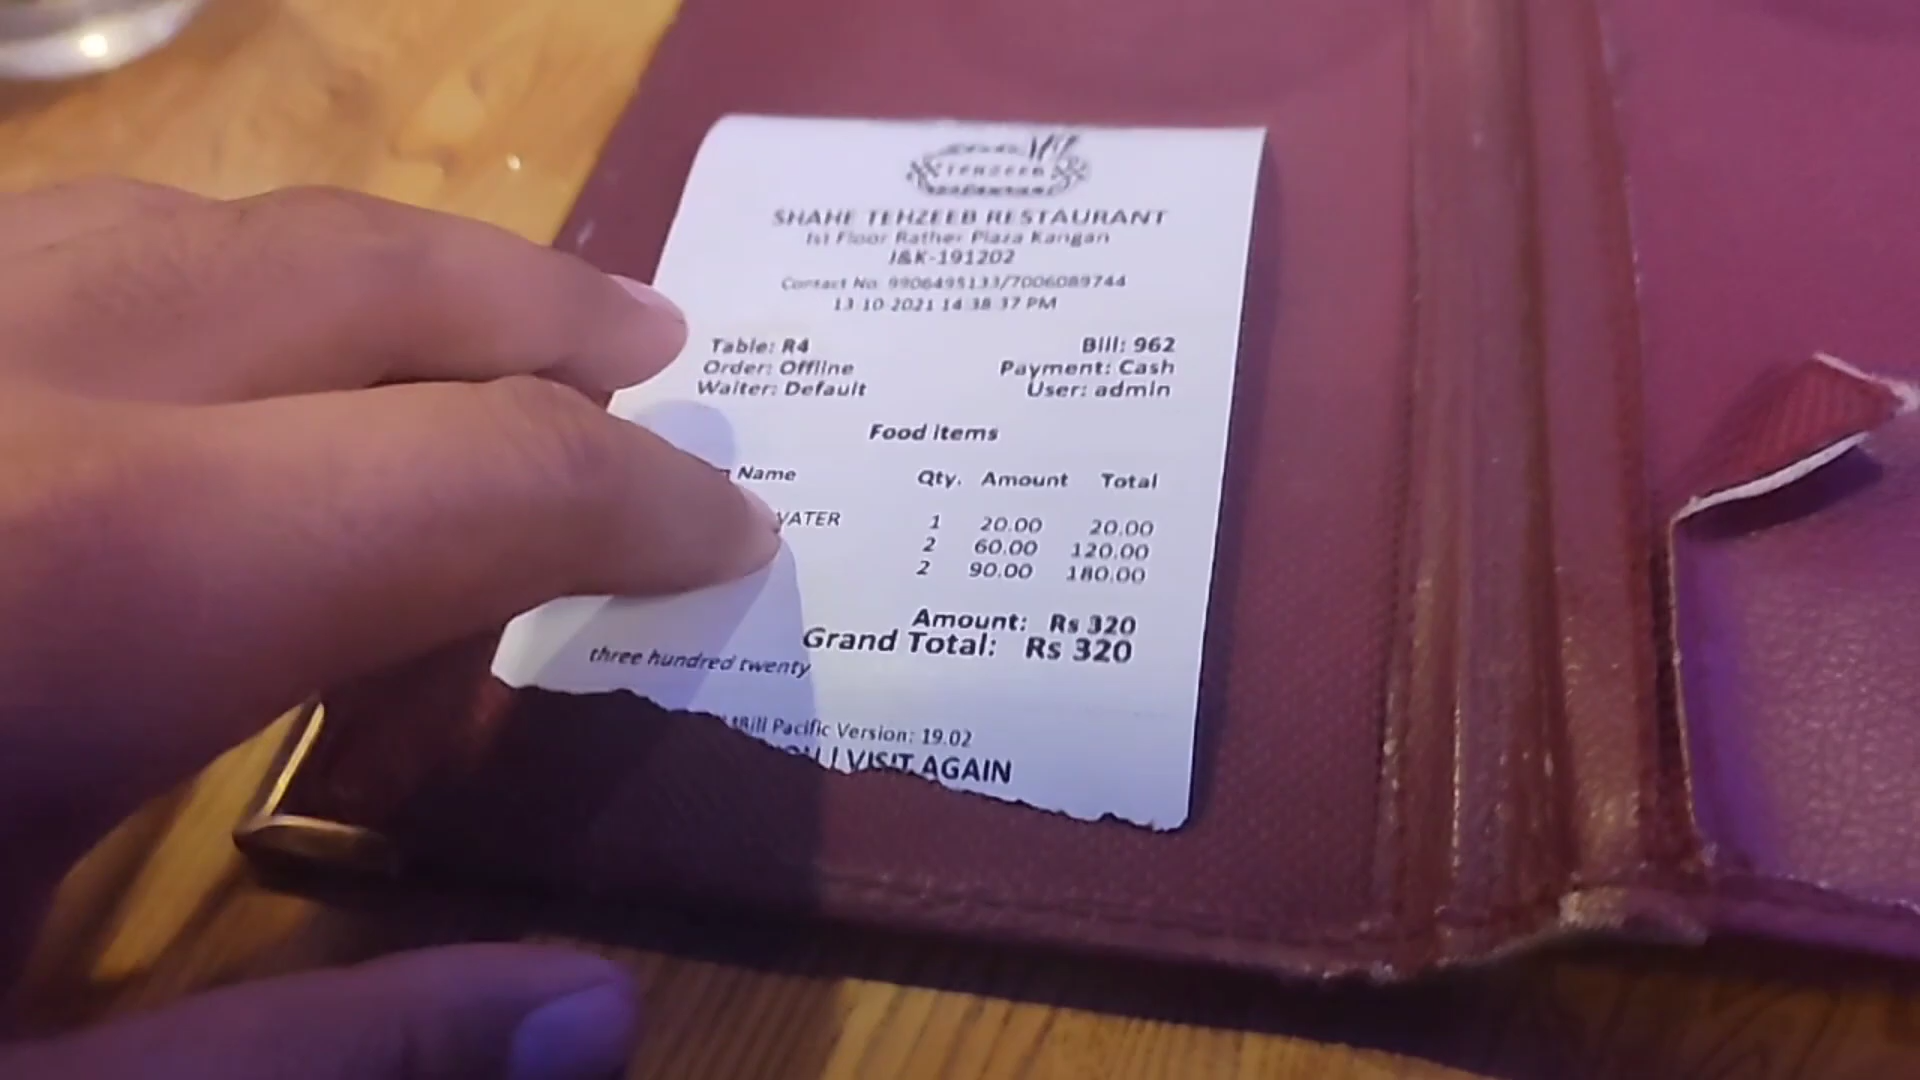 TEHZEEB
SHAHE TEHZEEB RESTAURANT
Ist Floor Rather Plaza Kangan
J&K-191202
Contact No. 9906495133/7006089744
13-10-2021 14:38:37 PM
Table: R4 Bill: 962
Order: Offline Payment: Cash
Waiter: Default User: admin
Food Items
Name Qty. Amount Total
WATER 1 20.00 20.00
2 60.00 120.00
2 90.00 180.00
Amount: Rs 320
Grand Total: Rs 320
three hundred twenty
Bill Pacific Version: 19.02
! VISIT AGAIN